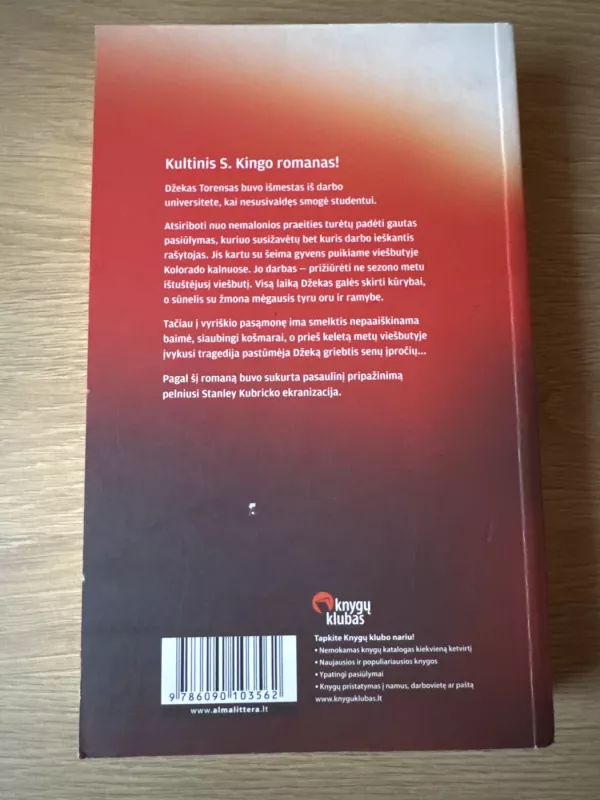 Kultinis S. Kingo romanas!
Džekas Torensas buvo išmestas iš darbo
universitete, kai nesusivaldęs smogė studentui.
Atsiriboti nuo nemalonios praeities turėtų padėti gautas
pasiūlymas, kuriuo susižavėtų bet kuris darbo ieškantis
rašytojas. Jis kartu su šeima gyvens puikiame viešbutyje
Kolorado kalnuose. Jo darbas – prižiūrėti ne sezono metu
ištuštėjusį viešbutį. Visą laiką Džekas galės skirti kūrybai,
o sūnelis su žmona mėgausis tyru oru ir ramybe.
Tačiau į vyriškio pasąmonę ima smelktis nepaaiškinama
baimė, siaubingi košmarai, o prieš keletą metų viešbutyje
įvykusi tragedija pastūmėja Džeką griebtis senų įpročių...
Pagal šį romaną buvo sukurta pasaulinį pripažinimą
pelniusi Stanley Kubricko ekranizacija.
knygų
klubas
Tapkite Knygų klubo nariu!
• Nemokamas knygų katalogas kiekvieną ketvirtį
• Naujausios ir populiariausios knygos
• Ypatingi pasiūlymai
• Knygų pristatymas į namus, darbovietę ar paštą
www.knyguklubas.lt
9 786090 103562
www.almalittera.lt